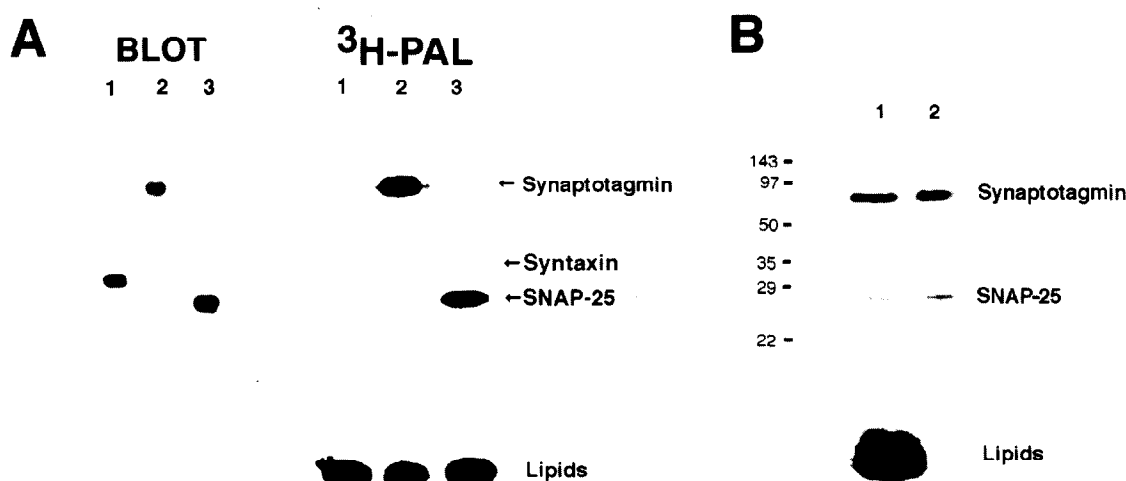 A
BLOT
1 2 3
³H-PAL
1 2 3
← Synaptotagmin
←Syntaxin
←SNAP-25
Lipids
B
1 2
143 -
97 -
50 -
35 -
29 -
22 -
Synaptotagmin
SNAP-25
Lipids